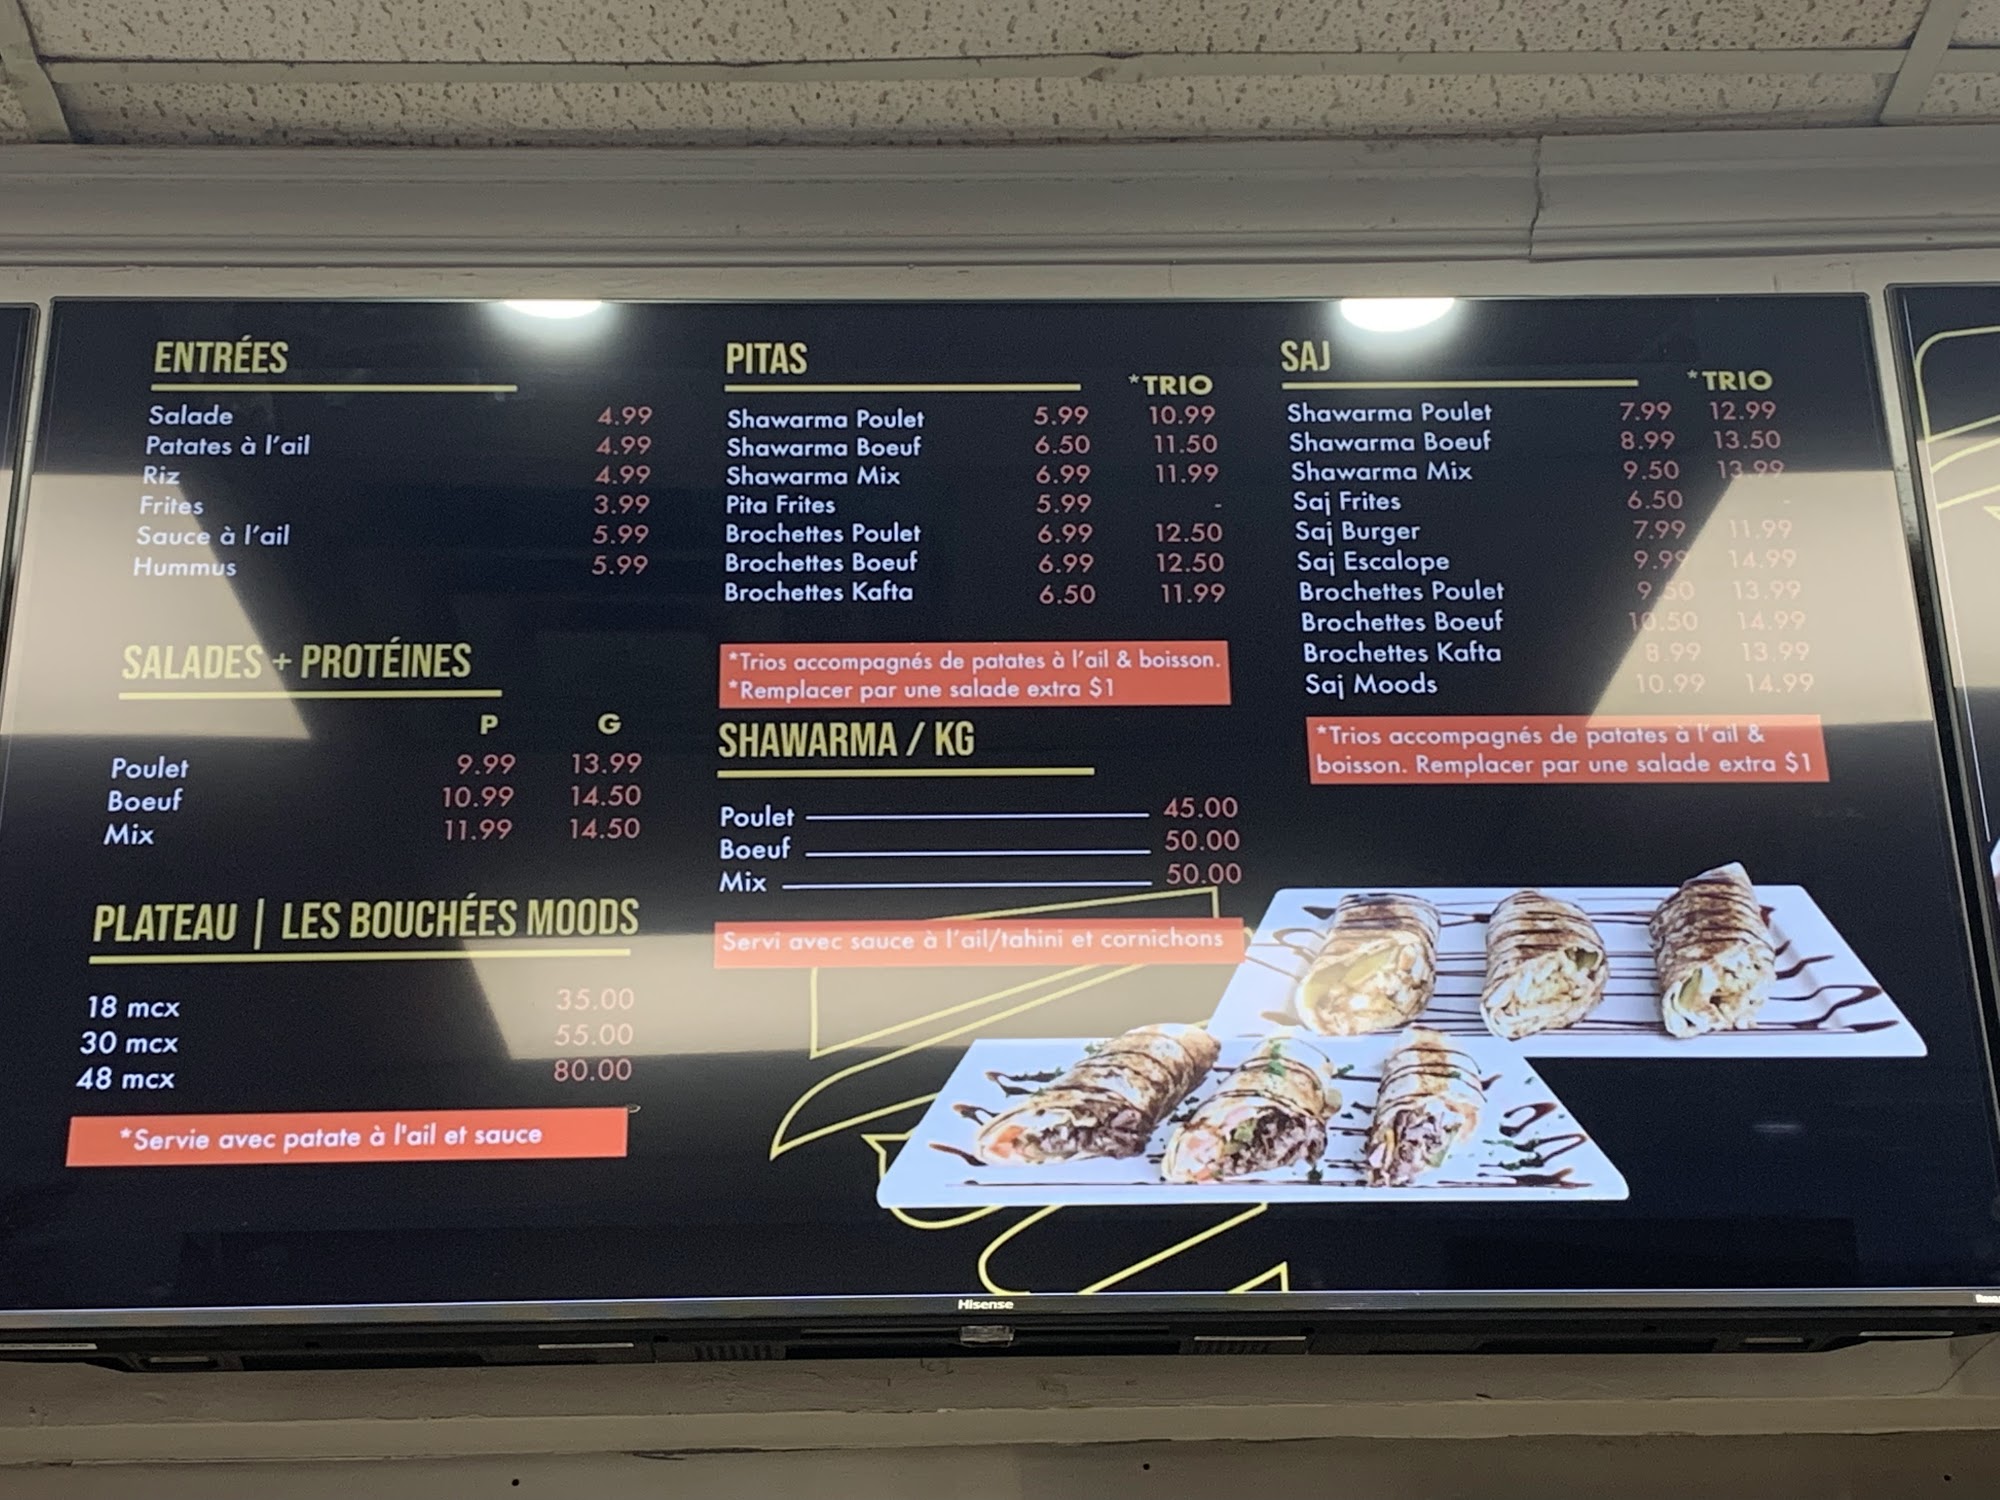 ENTRÉES
Salade 4.99
Patates à l'ail 4.99
Riz 4.99
Frites 3.99
Sauce à l'ail 5.99
Hummus 5.99
SALADES + PROTÉINES
P G
Poulet 9.99 13.99
Boeuf 10.99 14.50
Mix 11.99 14.50
PLATEAU | LES BOUCHÉES MOODS
18 mcx 35.00
30 mcx 55.00
48 mcx 80.00
*Servie avec patate à l'ail et sauce
PITAS
*TRIO
Shawarma Poulet 5.99 10.99
Shawarma Boeuf 6.50 11.50
Shawarma Mix 6.99 11.99
Pita Frites 5.99 -
Brochettes Poulet 6.99 12.50
Brochettes Boeuf 6.99 12.50
Brochettes Kafta 6.50 11.99
*Trios accompagnés de patates à l'ail & boisson.
*Remplacer par une salade extra $1
SHAWARMA / KG
Poulet 45.00
Boeuf 50.00
Mix 50.00
Servi avec sauce à l'ail/tahini et cornichons
SAJ
*TRIO
Shawarma Poulet 7.99 12.99
Shawarma Boeuf 8.99 13.50
Shawarma Mix 9.50 13.99
Saj Frites 6.50 -
Saj Burger 7.99 11.99
Saj Escalope 9.99 14.99
Brochettes Poulet 9.50 13.99
Brochettes Boeuf 10.50 14.99
Brochettes Kafta 8.99 13.99
Saj Moods 10.99 14.99
*Trios accompagnés de patates à l'ail &
boisson. Remplacer par une salade extra $1
Hisense